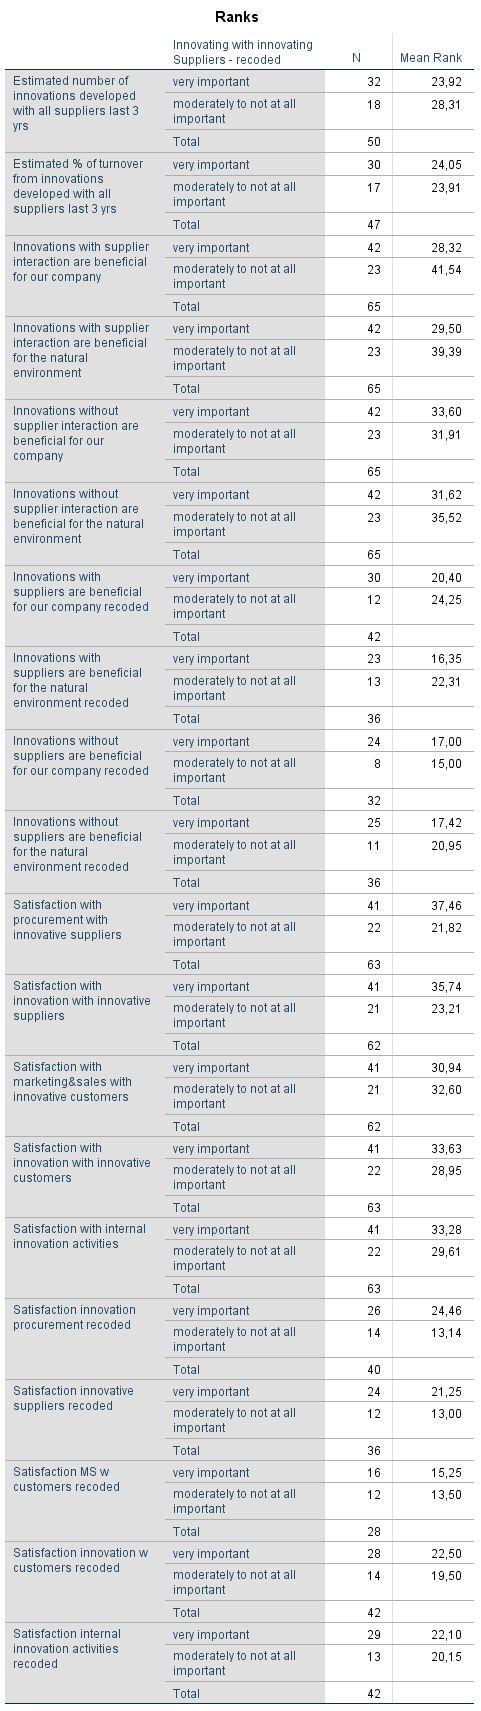 Ranks
Innovating with innovating
Suppliers - recoded N Mean Rank
Estimated number of
innovations developed
with all suppliers last 3
yrs
very important 32 23,92
moderately to not at all
important
18 28,31
Total 50
Estimated % of turnover
from innovations
developed with all
suppliers last 3 yrs
very important 30 24,05
moderately to not at all
important
17 23,91
Total 47
Innovations with supplier
interaction are beneficial
for our company
very important 42 28,32
moderately to not at all
important
23 41,54
Total 65
Innovations with supplier
interaction are beneficial
for the natural
environment
very important 42 29,50
moderately to not at all
important
23 39,39
Total 65
Innovations without
supplier interaction are
beneficial for our
company
very important 42 33,60
moderately to not at all
important
23 31,91
Total 65
Innovations without
supplier interaction are
beneficial for the natural
environment
very important 42 31,62
moderately to not at all
important
23 35,52
Total 65
Innovations with
suppliers are beneficial
for our company recoded
very important 30 20,40
moderately to not at all
important
12 24,25
Total 42
Innovations with
suppliers are beneficial
for the natural
environment recoded
very important 23 16,35
moderately to not at all
important
13 22,31
Total 36
Innovations without
suppliers are beneficial
for our company recoded
very important 24 17,00
moderately to not at all
important
8 15,00
Total 32
Innovations without
suppliers are beneficial
for the natural
environment recoded
very important 25 17,42
moderately to not at all
important
11 20,95
Total 36
Satisfaction with
procurement with
innovative suppliers
very important 41 37,46
moderately to not at all
important
22 21,82
Total 63
Satisfaction with
innovation with innovative
suppliers
very important 41 35,74
moderately to not at all
important
21 23,21
Total 62
Satisfaction with
marketing&sales with
innovative customers
very important 41 30,94
moderately to not at all
important
21 32,60
Total 62
Satisfaction with
innovation with innovative
customers
very important 41 33,63
moderately to not at all
important
22 28,95
Total 63
Satisfaction with internal
innovation activities
very important 41 33,28
moderately to not at all
important
22 29,61
Total 63
Satisfaction innovation
procurement recoded
very important 26 24,46
moderately to not at all
important
14 13,14
Total 40
Satisfaction innovative
suppliers recoded
very important 24 21,25
moderately to not at all
important
12 13,00
Total 36
Satisfaction MS w
customers recoded
very important 16 15,25
moderately to not at all
important
12 13,50
Total 28
Satisfaction innovation w
customers recoded
very important 28 22,50
moderately to not at all
important
14 19,50
Total 42
Satisfaction internal
innovation activities
recoded
very important 29 22,10
moderately to not at all
important
13 20,15
Total 42